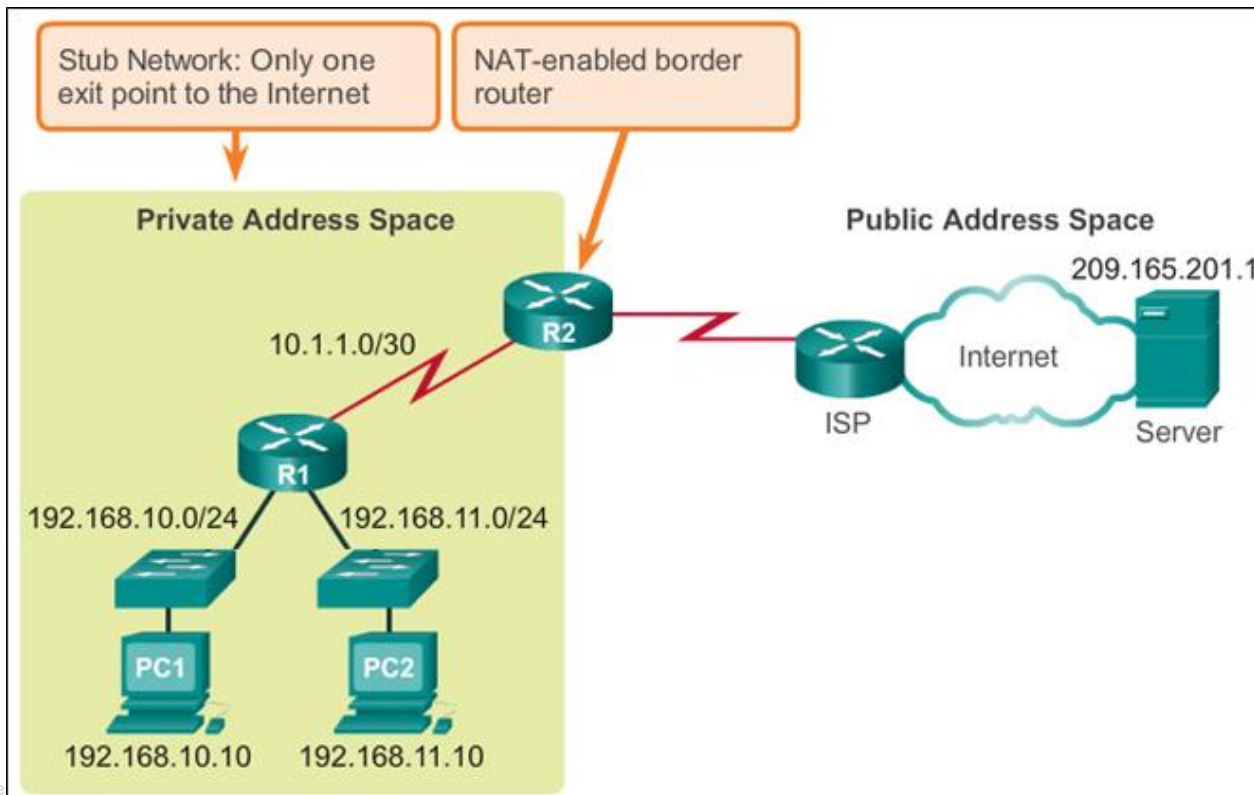 Stub Network: Only one
exit point to the Internet
NAT-enabled border
router
Private Address Space
Public Address Space
209.165.201.1
R2
10.1.1.0/30
Internet
ISP
Server
R1
192.168.10.0/24
192.168.11.0/24
PC1
PC2
192.168.10.10
192.168.11.10